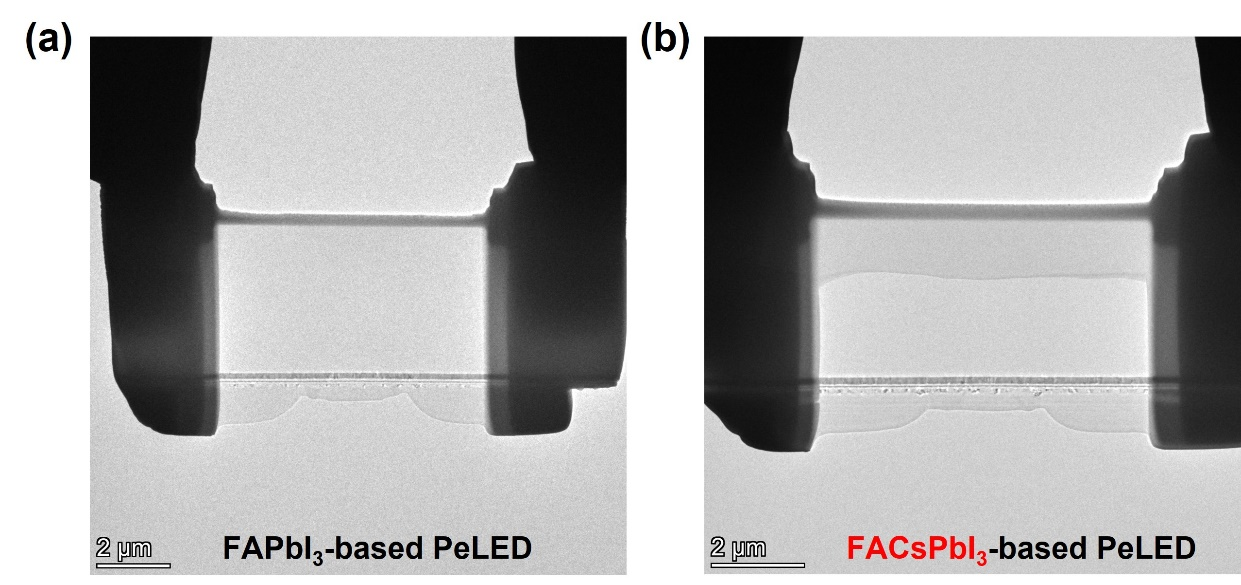 (a)
(b)
2 µm
FAPbI₃-based PeLED
2 µm
FACsPbI₃-based PeLED